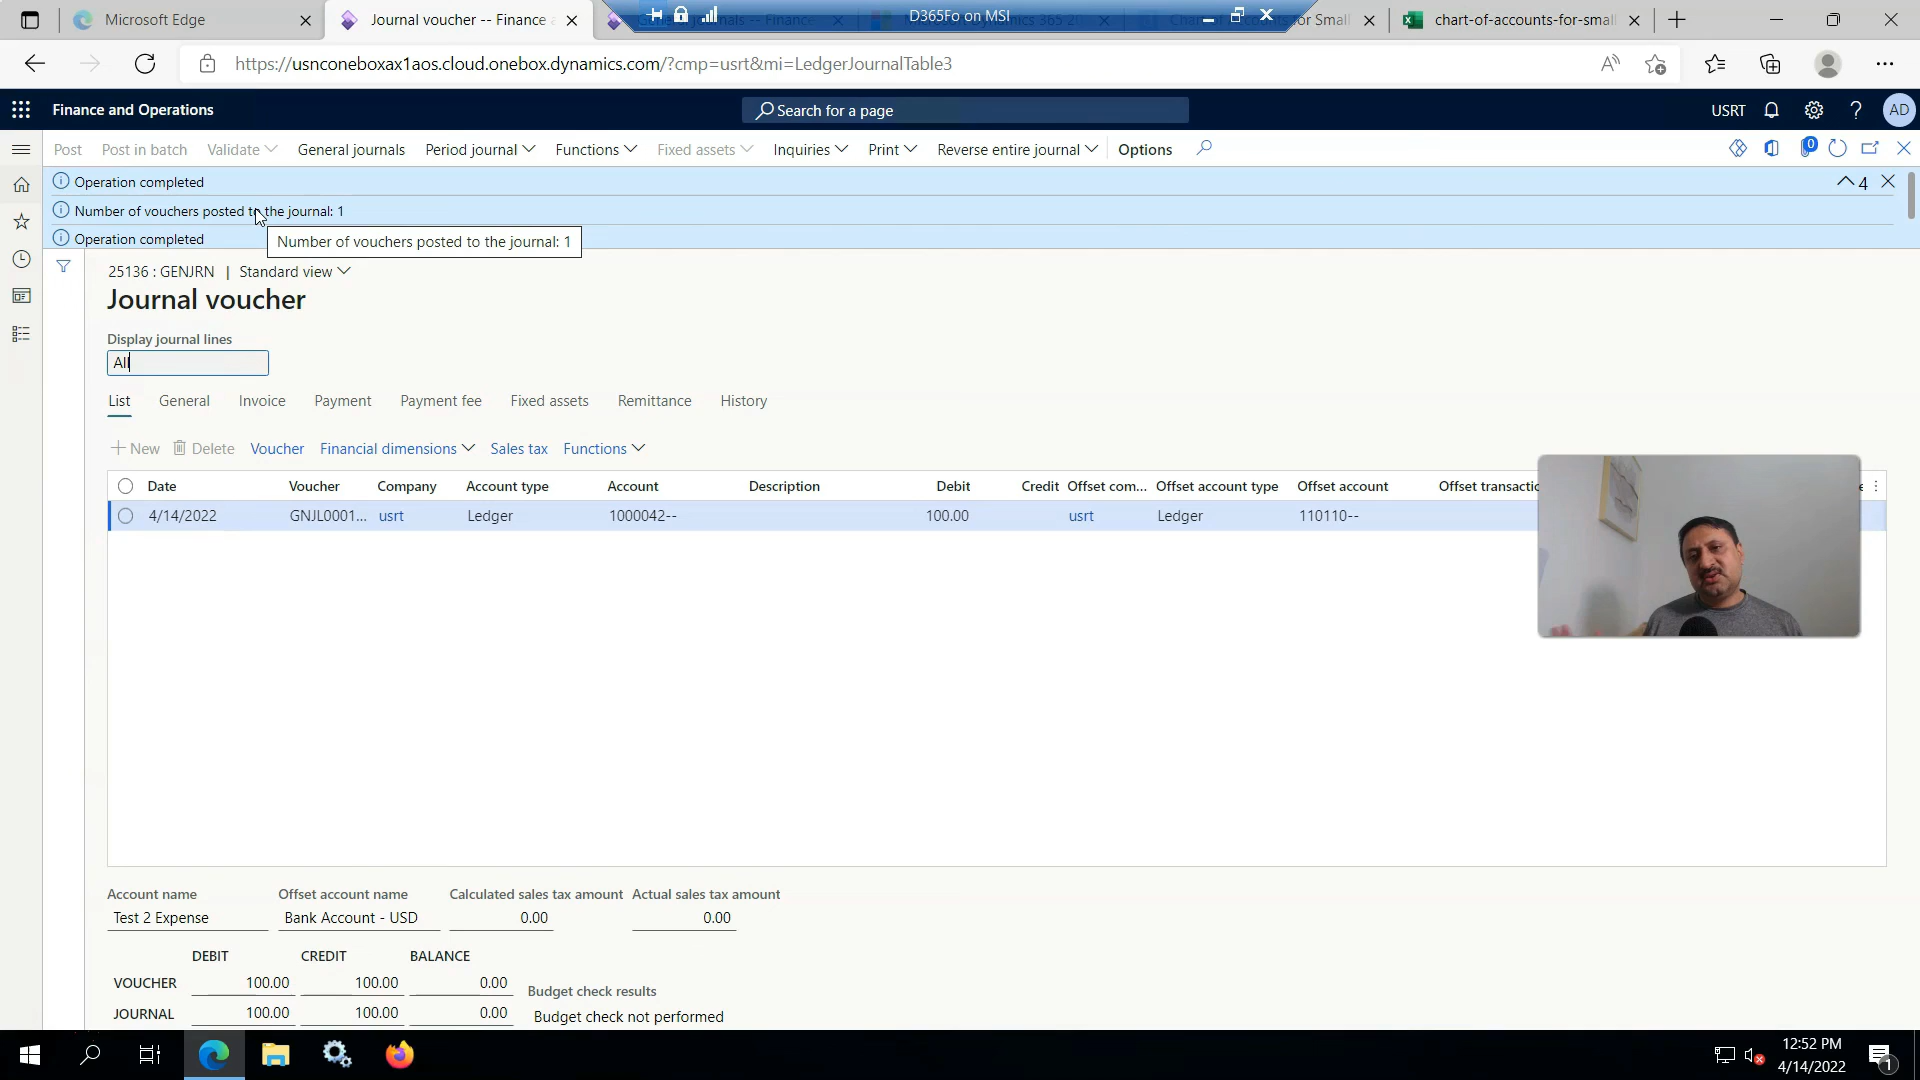 Microsoft Edge
Journal voucher -- Finance
D365Fo on MSI
chart-of-accounts-for-smal
https://usnconeboxax1aos.cloud.onebox.dynamics.com/?cmp=usrt&mi=LedgerJournalTable3
Finance and Operations
Search for a page
USRT
?
AD
Post
Post in batch
Validate
General journals
Period journal
Functions
Fixed assets
Inquiries
Print
Reverse entire journal
Options
0
Operation completed
4
Number of vouchers posted to the journal: 1
Operation completed
Number of vouchers posted to the journal: 1
25136 : GENJRN | Standard view
Journal voucher
Display journal lines
All
List
General
Invoice
Payment
Payment fee
Fixed assets
Remittance
History
New
Delete
Voucher
Financial dimensions
Sales tax
Functions
Date Voucher Company Account type Account Description Debit Credit Offset com... Offset account type Offset account Offset transactio
4/14/2022 GNJL0001... usrt Ledger 1000042-- 100.00 usrt Ledger 110110--
Account name Offset account name Calculated sales tax amount Actual sales tax amount
Test 2 Expense Bank Account - USD 0.00 0.00
DEBIT CREDIT BALANCE
VOUCHER 100.00 100.00 0.00
Budget check results
JOURNAL 100.00 100.00 0.00
Budget check not performed
12:52 PM
4/14/2022
1